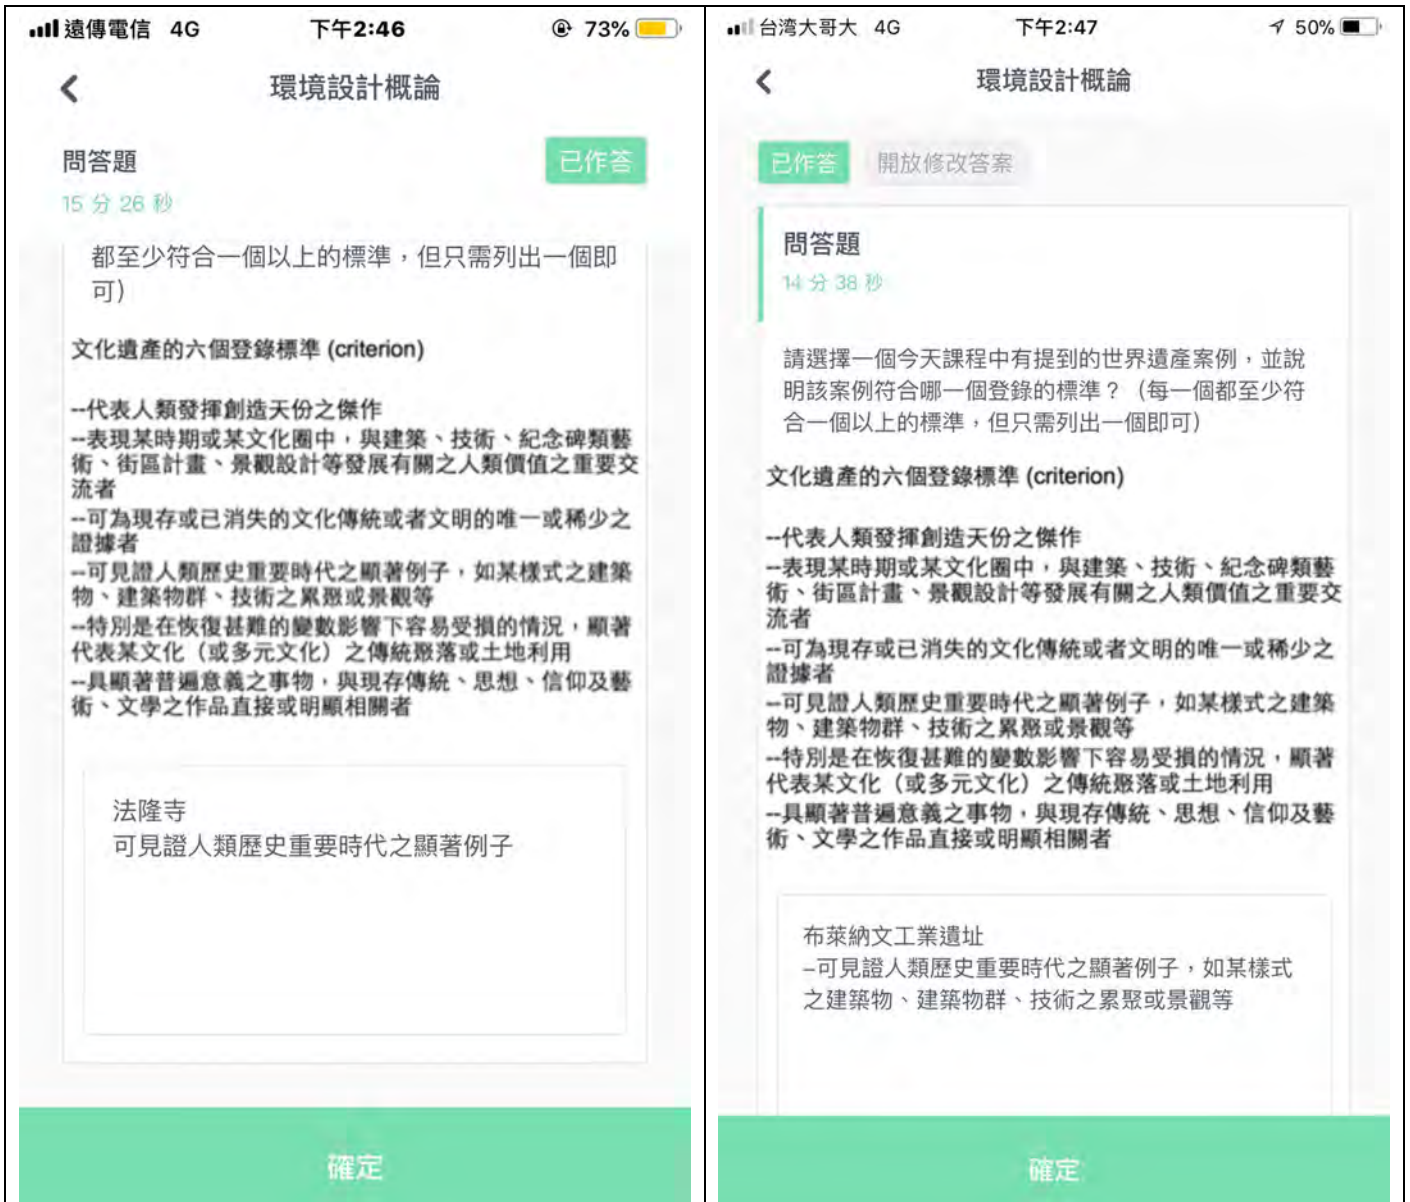 遠傳電信 4G 下午2:46 73%
環境設計概論
問答題 已作答
15 分 26 秒
都至少符合一個以上的標準，但只需列出一個即
可）
文化遺產的六個登錄標準 (criterion)
--代表人類發揮創造天份之傑作
--表現某時期或某文化圈中，與建築、技術、紀念碑類藝
術、街區計畫、景觀設計等發展有關之人類價值之重要交
流者
--可為現存或已消失的文化傳統或者文明的唯一或稀少之
證據者
--可見證人類歷史重要時代之顯著例子，如某樣式之建築
物、建築物群、技術之累聚或景觀等
--特別是在恢復甚難的變數影響下容易受損的情況，顯著
代表某文化（或多元文化）之傳統聚落或土地利用
--具顯著普遍意義之事物，與現存傳統、思想、信仰及藝
術、文學之作品直接或明顯相關者
法隆寺
可見證人類歷史重要時代之顯著例子
確定
台湾大哥大 4G 下午2:47 50%
環境設計概論
已作答 開放修改答案
問答題
14 分 38 秒
請選擇一個今天課程中有提到的世界遺產案例，並說
明該案例符合哪一個登錄的標準？（每一個都至少符
合一個以上的標準，但只需列出一個即可）
文化遺產的六個登錄標準 (criterion)
--代表人類發揮創造天份之傑作
--表現某時期或某文化圈中，與建築、技術、紀念碑類藝
術、街區計畫、景觀設計等發展有關之人類價值之重要交
流者
--可為現存或已消失的文化傳統或者文明的唯一或稀少之
證據者
--可見證人類歷史重要時代之顯著例子，如某樣式之建築
物、建築物群、技術之累聚或景觀等
--特別是在恢復甚難的變數影響下容易受損的情況，顯著
代表某文化（或多元文化）之傳統聚落或土地利用
--具顯著普遍意義之事物，與現存傳統、思想、信仰及藝
術、文學之作品直接或明顯相關者
布萊納文工業遺址
–可見證人類歷史重要時代之顯著例子，如某樣式
之建築物、建築物群、技術之累聚或景觀等
確定